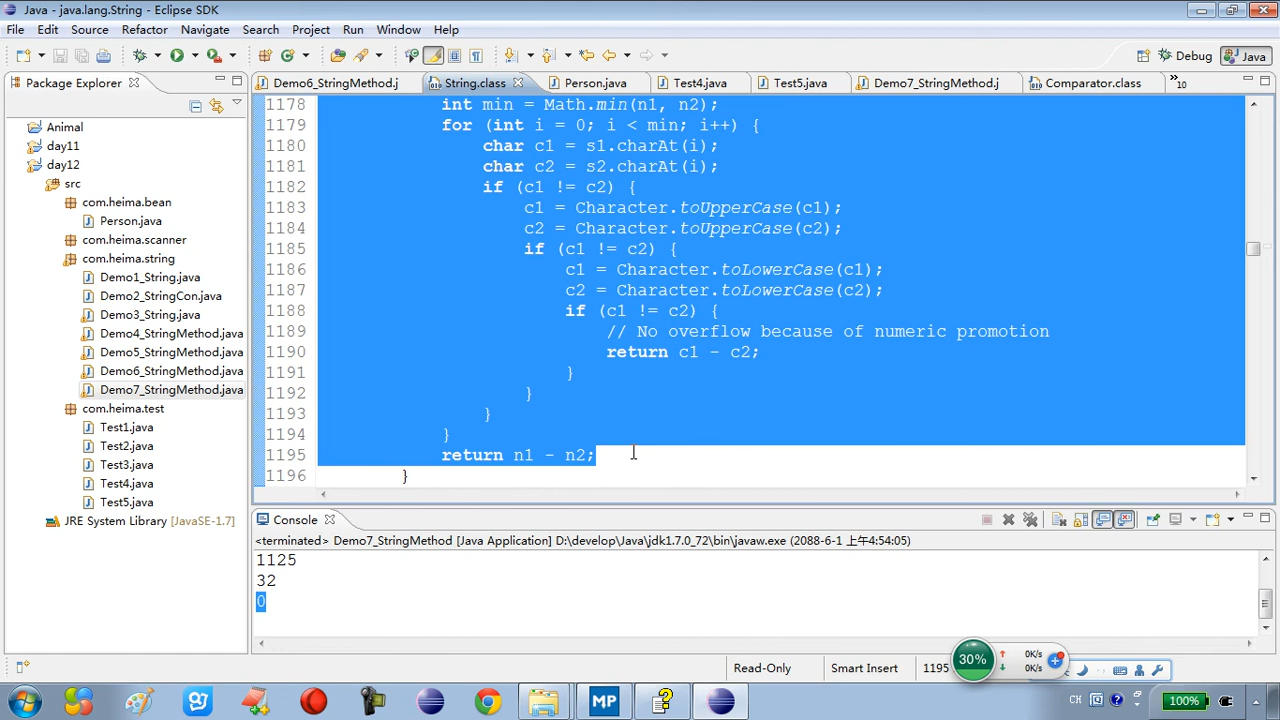 Java - java.lang.String - Eclipse SDK
File Edit Source Refactor Navigate Search Project Run Window Help
Debug Java
Package Explorer
Demo6_StringMethod.j String.class Person.java Test4.java Test5.java Demo7_StringMethod.j Comparator.class »10
Animal
day11
day12
src
com.heima.bean
Person.java
com.heima.scanner
com.heima.string
Demo1_String.java
Demo2_StringCon.java
Demo3_String.java
Demo4_StringMethod.java
Demo5_StringMethod.java
Demo6_StringMethod.java
Demo7_StringMethod.java
com.heima.test
Test1.java
Test2.java
Test3.java
Test4.java
Test5.java
JRE System Library [JavaSE-1.7]
1178 int min = Math.min(n1, n2);
1179 for (int i = 0; i < min; i++) {
1180 char c1 = s1.charAt(i);
1181 char c2 = s2.charAt(i);
1182 if (c1 != c2) {
1183 c1 = Character.toUpperCase(c1);
1184 c2 = Character.toUpperCase(c2);
1185 if (c1 != c2) {
1186 c1 = Character.toLowerCase(c1);
1187 c2 = Character.toLowerCase(c2);
1188 if (c1 != c2) {
1189 // No overflow because of numeric promotion
1190 return c1 - c2;
1191 }
1192 }
1193 }
1194 }
1195 return n1 - n2;
1196 }
Console
<terminated> Demo7_StringMethod [Java Application] D:\develop\Java\jdk1.7.0_72\bin\javaw.exe (2088-6-1 上午4:54:05)
1125
32
0
Read-Only Smart Insert 1195
30% 0K/s
0K/s
MP CH 100%